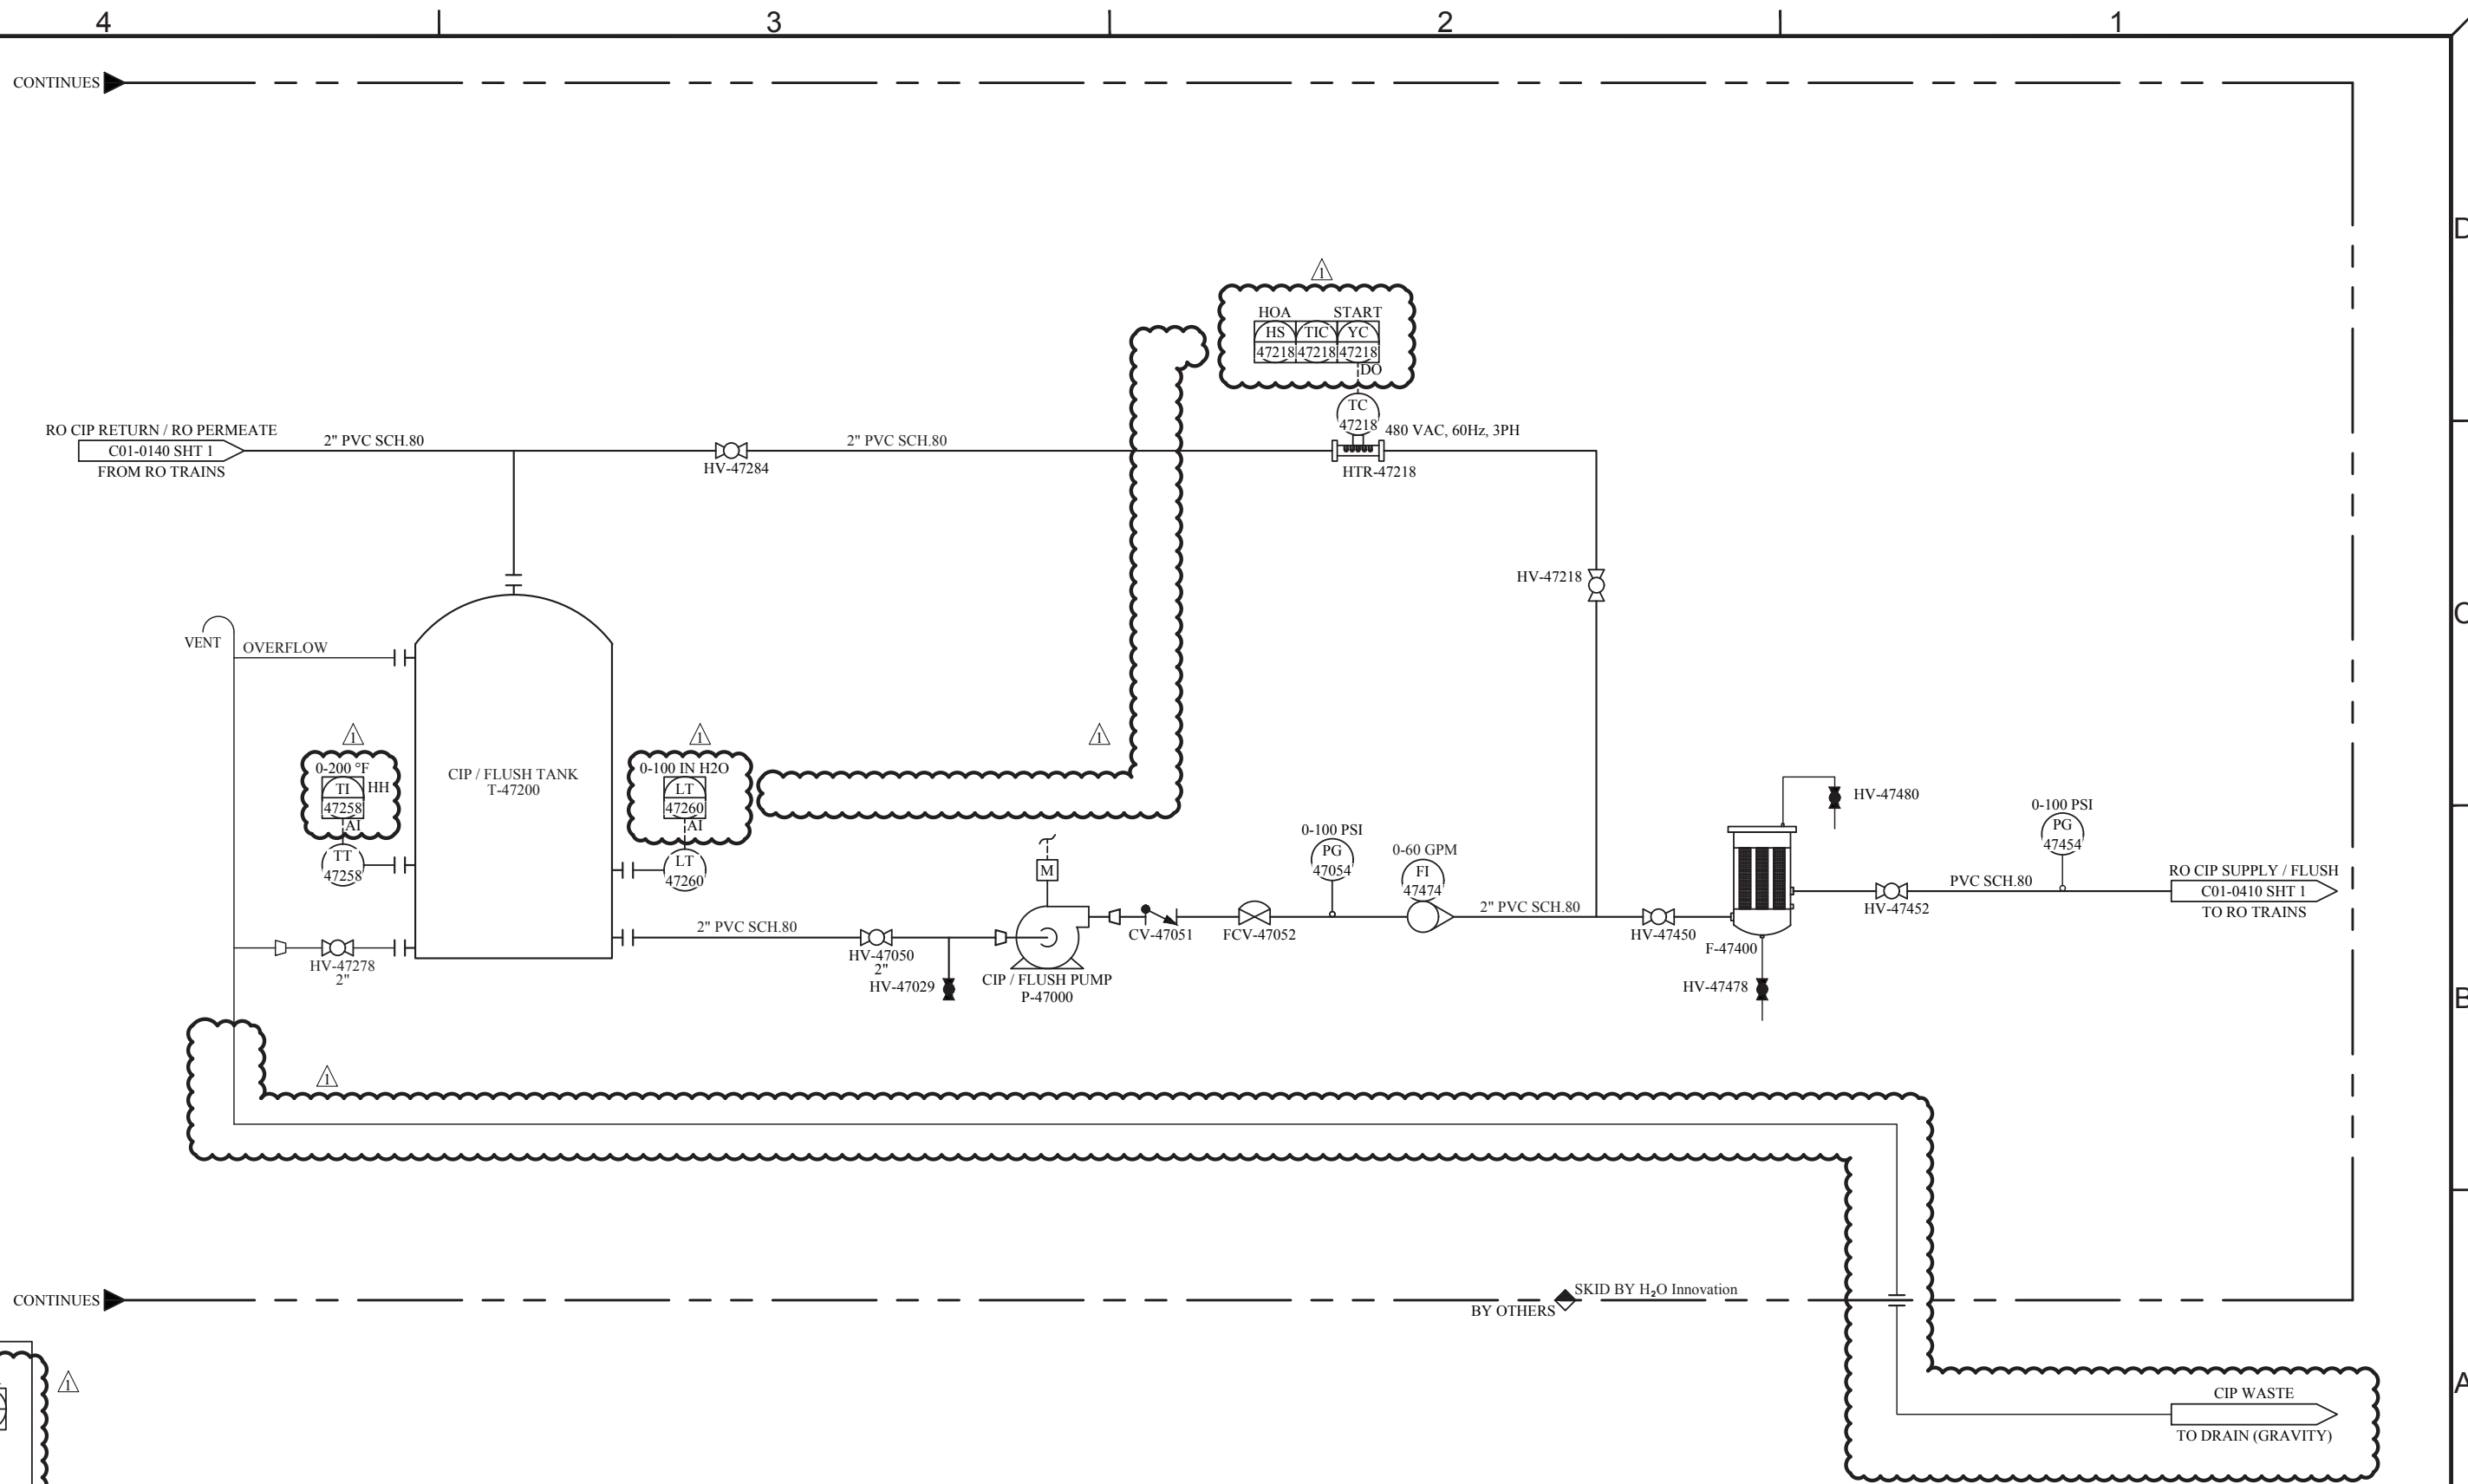 4
3
2
1
CONTINUES
D
1
HOA
START
HS
TIC
YC
47218
47218
47218
DO
TC
47218
480 VAC, 60Hz, 3PH
HTR-47218
RO CIP RETURN / RO PERMEATE
C01-0140 SHT 1
FROM RO TRAINS
2" PVC SCH.80
HV-47284
2" PVC SCH.80
HV-47218
C
VENT
OVERFLOW
1
0-200 °F
TI
47258
HH
AI
TT
47258
CIP / FLUSH TANK
T-47200
1
0-100 IN H2O
LT
47260
AI
LT
47260
1
HV-47278
2"
2" PVC SCH.80
HV-47050
2"
HV-47029
M
CIP / FLUSH PUMP
P-47000
CV-47051
FCV-47052
0-100 PSI
PG
47054
0-60 GPM
FI
47474
2" PVC SCH.80
HV-47450
F-47400
HV-47480
HV-47478
HV-47452
PVC SCH.80
0-100 PSI
PG
47454
RO CIP SUPPLY / FLUSH
C01-0410 SHT 1
TO RO TRAINS
B
1
CONTINUES
BY OTHERS
SKID BY H₂O Innovation
1
A
CIP WASTE
TO DRAIN (GRAVITY)